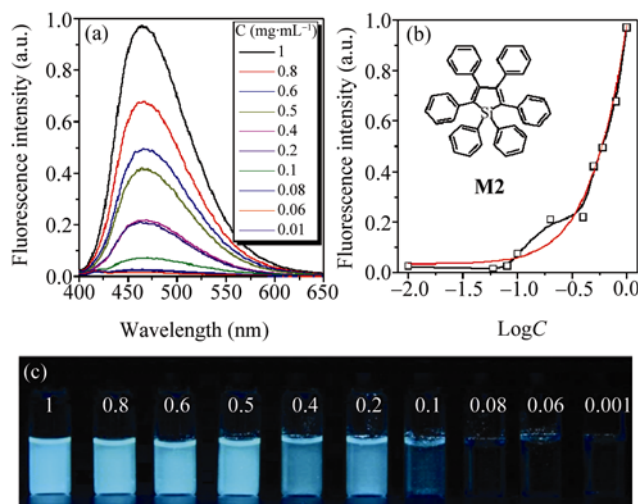 (a)
C (mg·mL⁻¹)
1
0.8
0.6
0.5
0.4
0.2
0.1
0.08
0.06
0.01
Fluorescence intensity (a.u.)
1.0
0.8
0.6
0.4
0.2
0.0
400 450 500 550 600 650
Wavelength (nm)
(b)
Si
M2
Fluorescence intensity (a.u.)
1.0
0.8
0.6
0.4
0.2
0.0
−2.0 −1.5 −1.0 −0.5 0.0
LogC
(c)
1 0.8 0.6 0.5 0.4 0.2 0.1 0.08 0.06 0.001